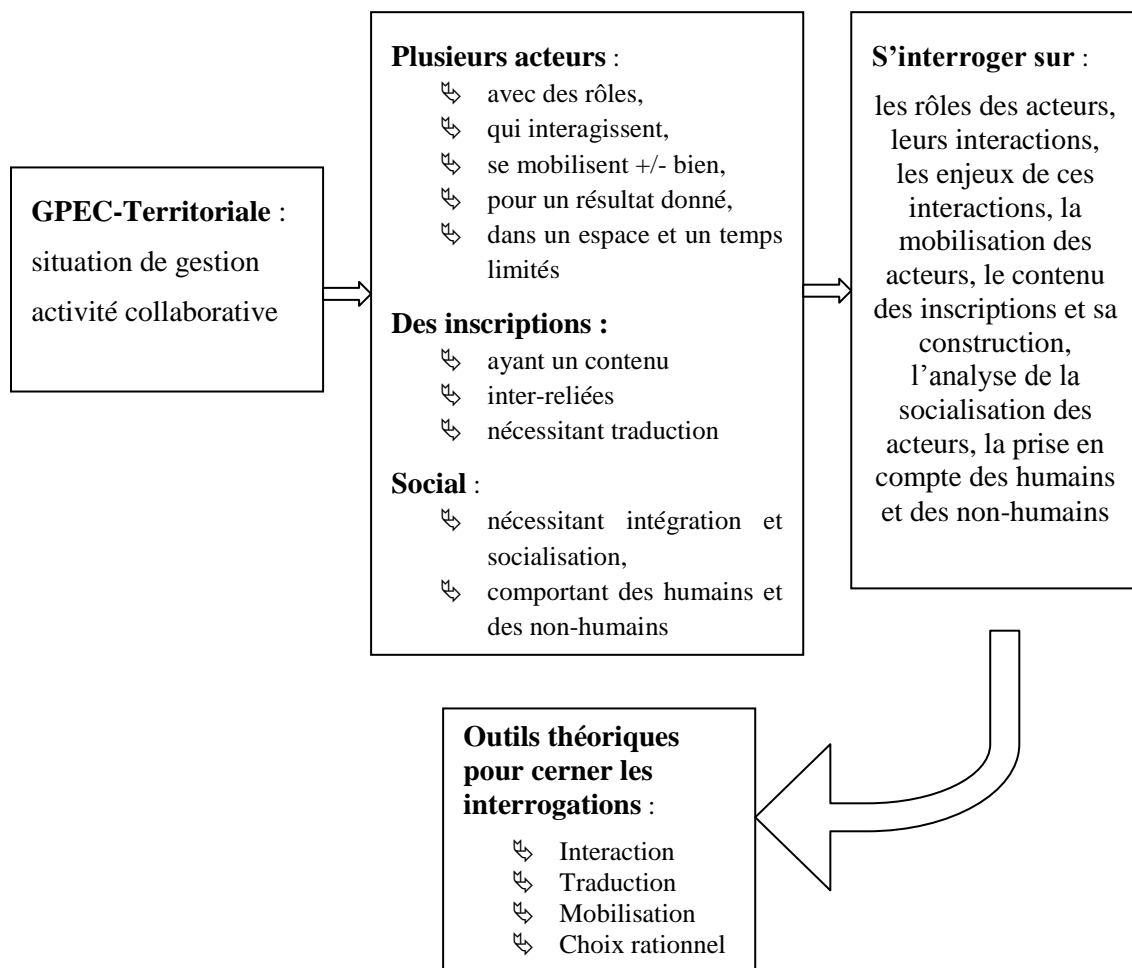 GPEC-Territoriale :
situation de gestion
activité collaborative
Plusieurs acteurs :
avec des rôles,
qui interagissent,
se mobilisent +/- bien,
pour un résultat donné,
dans un espace et un temps
limités
Des inscriptions :
ayant un contenu
inter-reliées
nécessitant traduction
Social :
nécessitant intégration et
socialisation,
comportant des humains et
des non-humains
S’interroger sur :
les rôles des acteurs,
leurs interactions,
les enjeux de ces
interactions, la
mobilisation des
acteurs, le contenu
des inscriptions et sa
construction,
l’analyse de la
socialisation des
acteurs, la prise en
compte des humains
et des non-humains
Outils théoriques
pour cerner les
interrogations :
Interaction
Traduction
Mobilisation
Choix rationnel